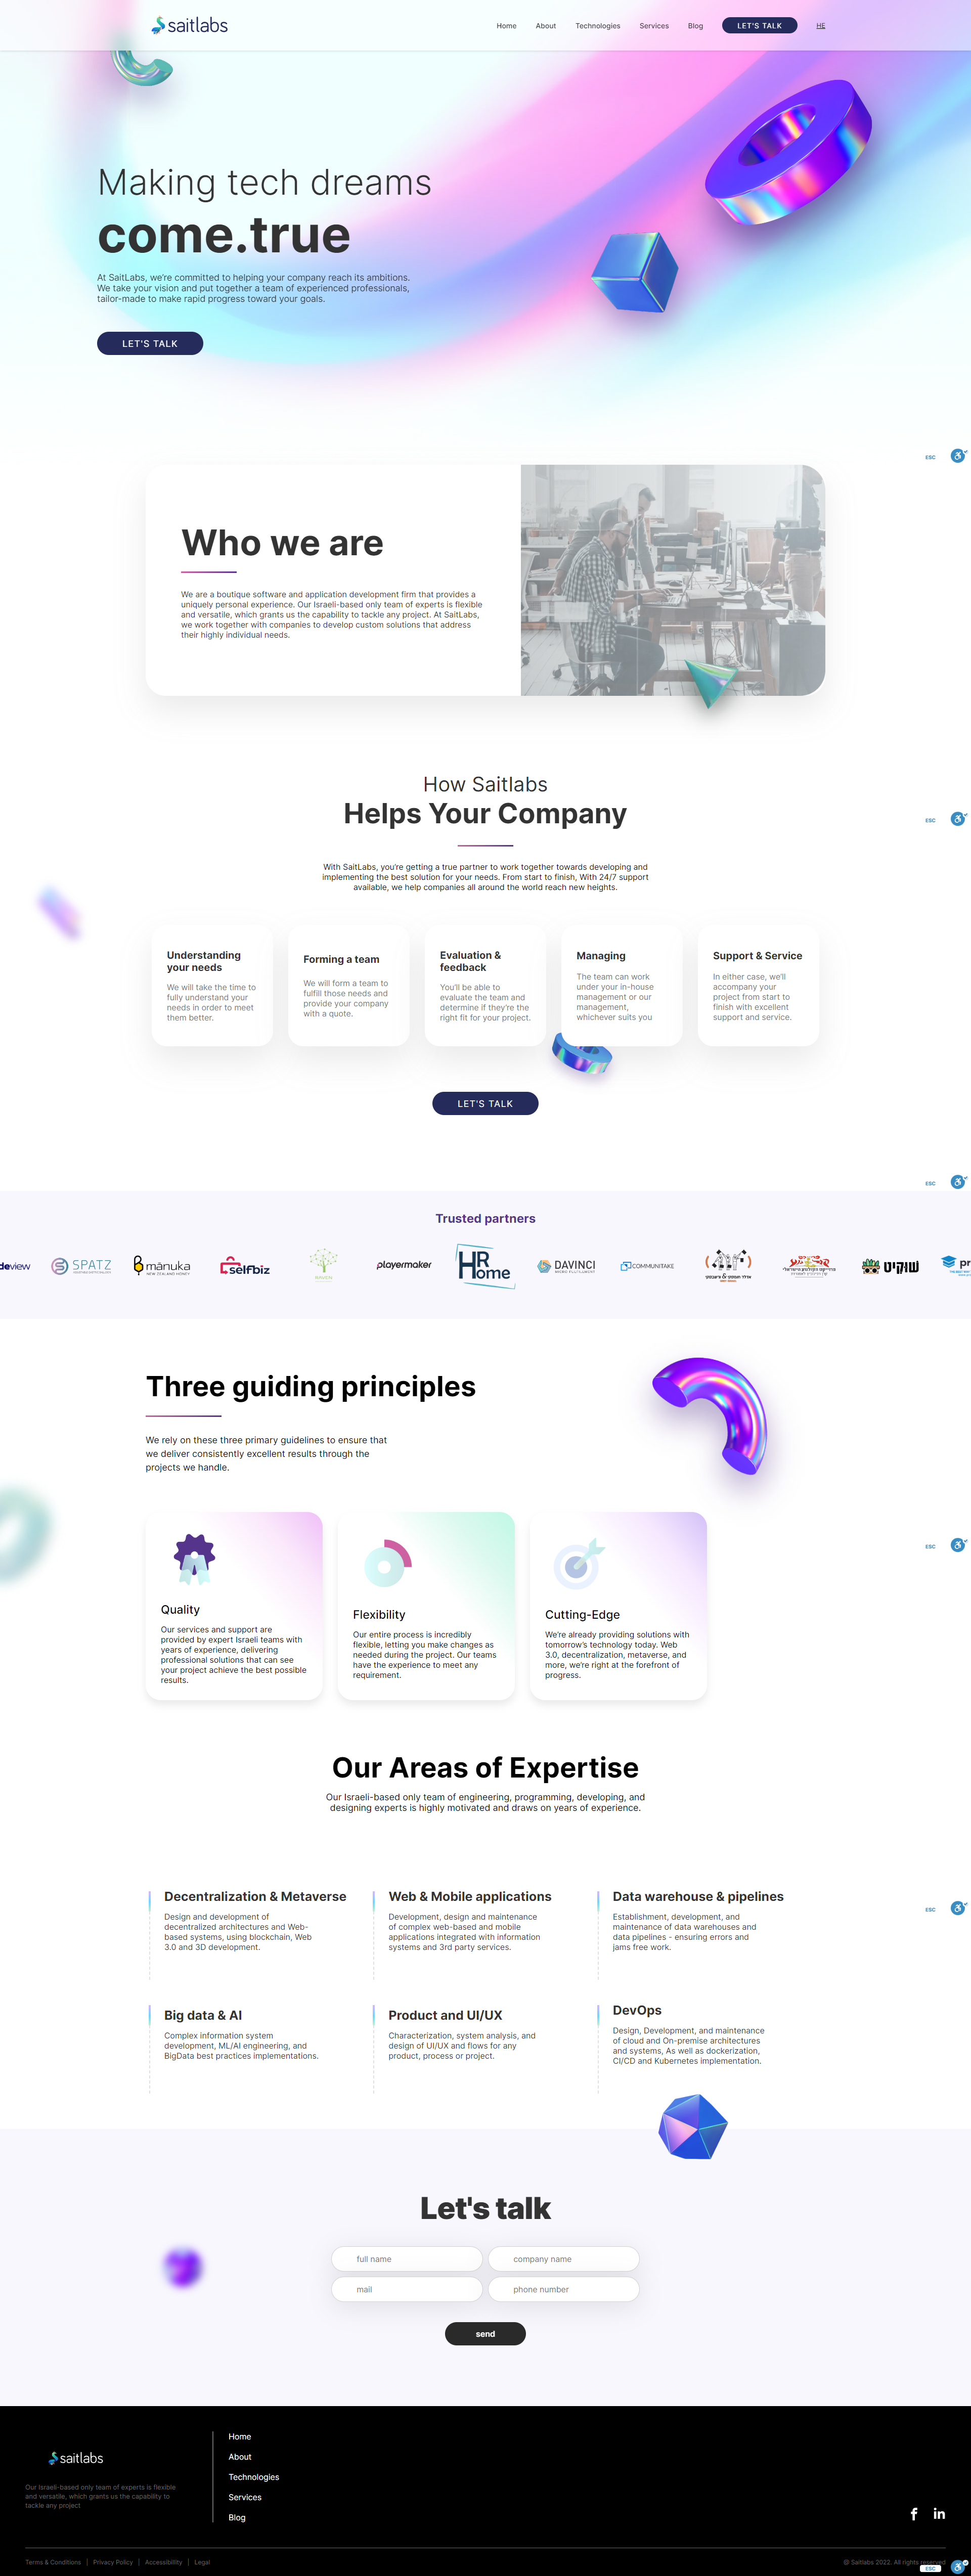 saitlabs
Home
About
Technologies
Services
Blog
LET'S TALK
HE
Making tech dreams
come.true
At SaitLabs, we're committed to helping your company reach its ambitions.
We take your vision and put together a team of experienced professionals,
tailor-made to make rapid progress toward your goals.
LET'S TALK
ESC
Who we are
We are a boutique software and application development firm that provides a
uniquely personal experience. Our Israeli-based only team of experts is flexible
and versatile, which grants us the capability to tackle any project. At SaitLabs,
we work together with companies to develop custom solutions that address
their highly individual needs.
How Saitlabs
Helps Your Company
ESC
With SaitLabs, you're getting a true partner to work together towards developing and
implementing the best solution for your needs. From start to finish, With 24/7 support
available, we help companies all around the world reach new heights.
Understanding
your needs
We will take the time to
fully understand your
needs in order to meet
them better.
Forming a team
We will form a team to
fulfill those needs and
provide your company
with a quote.
Evaluation &
feedback
You'll be able to
evaluate the team and
determine if they're the
right fit for your project.
Managing
The team can work
under your in-house
management or our
management,
whichever suits you
Support & Service
In either case, we'll
accompany your
project from start to
finish with excellent
support and service.
LET'S TALK
ESC
Trusted partners
deview
SPATZ
mānuka
NEW ZEALAND HONEY
selfbiz
playermaker
HR
Home
DAVINCI
COMMUNITAKE
שוקיט
pr
Three guiding principles
We rely on these three primary guidelines to ensure that
we deliver consistently excellent results through the
projects we handle.
ESC
Quality
Our services and support are
provided by expert Israeli teams with
years of experience, delivering
professional solutions that can see
your project achieve the best possible
results.
Flexibility
Our entire process is incredibly
flexible, letting you make changes as
needed during the project. Our teams
have the experience to meet any
requirement.
Cutting-Edge
We're already providing solutions with
tomorrow's technology today. Web
3.0, decentralization, metaverse, and
more, we're right at the forefront of
progress.
Our Areas of Expertise
Our Israeli-based only team of engineering, programming, developing, and
designing experts is highly motivated and draws on years of experience.
Decentralization & Metaverse
Design and development of
decentralized architectures and Web-
based systems, using blockchain, Web
3.0 and 3D development.
Web & Mobile applications
Development, design and maintenance
of complex web-based and mobile
applications integrated with information
systems and 3rd party services.
Data warehouse & pipelines
Establishment, development, and
maintenance of data warehouses and
data pipelines - ensuring errors and
jams free work.
ESC
Big data & AI
Complex information system
development, ML/AI engineering, and
BigData best practices implementations.
Product and UI/UX
Characterization, system analysis, and
design of UI/UX and flows for any
product, process or project.
DevOps
Design, Development, and maintenance
of cloud and On-premise architectures
and systems, As well as dockerization,
CI/CD and Kubernetes implementation.
Let's talk
full name
company name
mail
phone number
send
saitlabs
Our Israeli-based only team of experts is flexible
and versatile, which grants us the capability to
tackle any project
Home
About
Technologies
Services
Blog
f
in
Terms & Conditions | Privacy Policy | Accessibility | Legal
@ Saitlabs 2022. All rights reserved
ESC